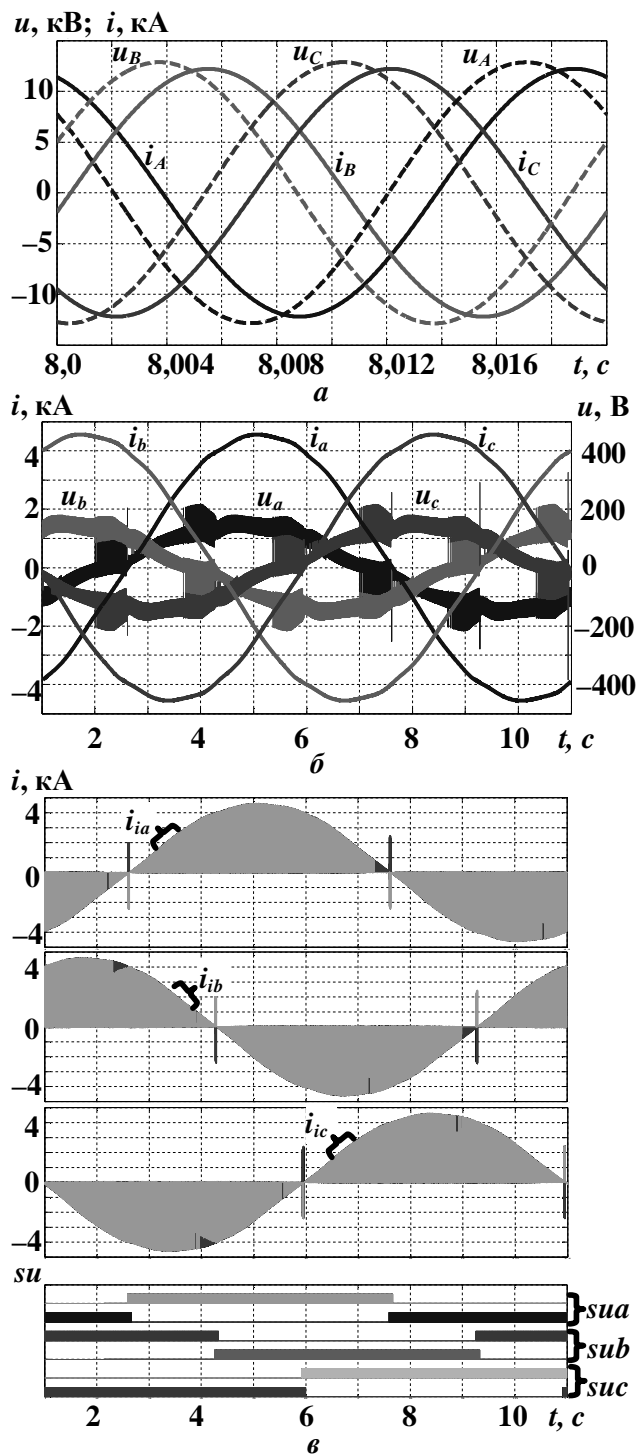 u, кВ; i, кА
u_B u_C u_A
10
5
i_A i_B i_C
0
–5
–10
8,0 8,004 8,008 8,012 8,016 t, с
а
i, кА u, В
i_b i_a i_c
4 400
u_b u_a u_c
2 200
0 0
–2 –200
–4 –400
2 4 6 8 10 t, с
б
i, кА
4
i_ia
0
–4
4
i_ib
0
–4
4
i_ic
0
–4
su
sua
sub
suc
2 4 6 8 10 t, с
в